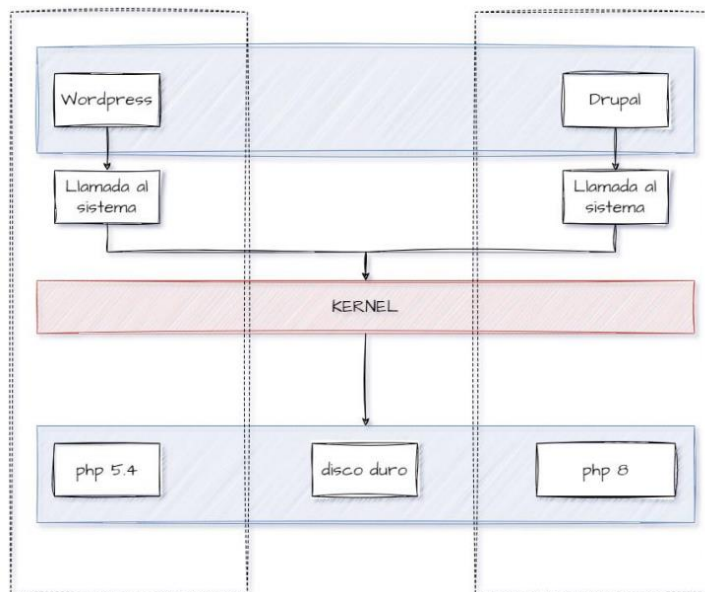 Wordpress
Drupal
Llamada al
sistema
Llamada al
sistema
KERNEL
php 5.4
disco duro
php 8